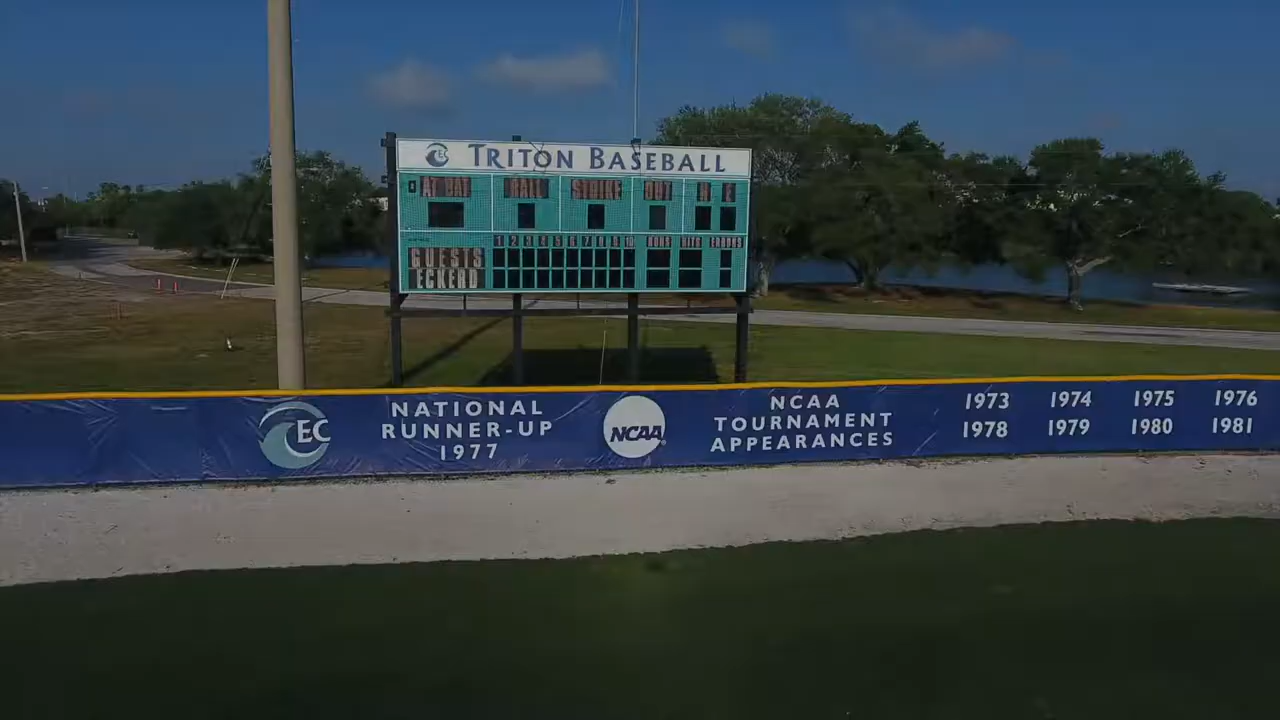 EC TRITON BASEBALL
AT BAT BALL STRIKE OUT H E
1 2 3 4 5 6 7 8 9 10 RUNS HITS ERRORS
GUESTS
ECKERD
EC
NATIONAL
RUNNER-UP
1977
NCAA
NCAA
TOURNAMENT
APPEARANCES
1973 1974 1975 1976
1978 1979 1980 1981